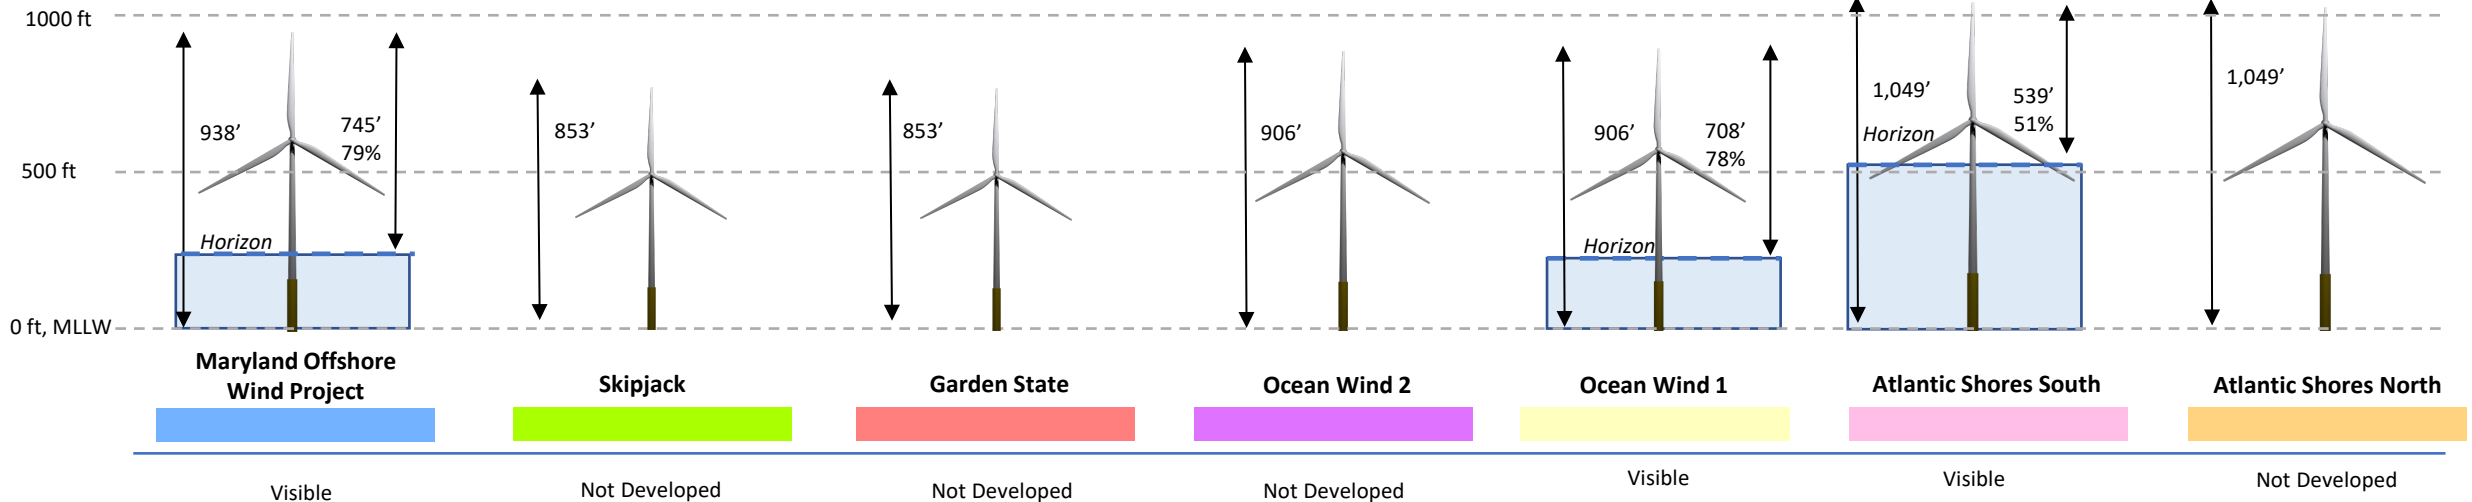 1000 ft
500 ft
0 ft, MLLW
938’
745’
79%
Horizon
853’
853’
906’
906’
708’
78%
Horizon
1,049’
539’
51%
Horizon
1,049’
Maryland Offshore
Wind Project
Skipjack
Garden State
Ocean Wind 2
Ocean Wind 1
Atlantic Shores South
Atlantic Shores North
Visible
Not Developed
Not Developed
Not Developed
Visible
Visible
Not Developed